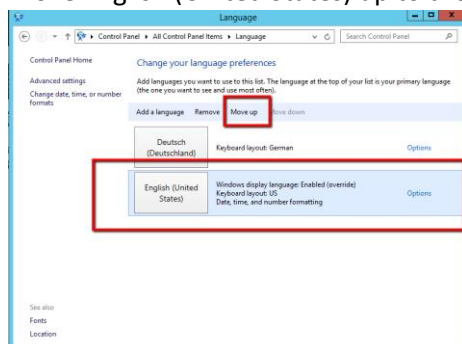 Language
Control Panel ▸ All Control Panel Items ▸ Language
Search Control Panel
Control Panel Home
Advanced settings
Change date, time, or number
formats
Change your language preferences
Add languages you want to use to this list. The language at the top of your list is your primary language
(the one you want to see and use most often).
Add a language Remove Move up Move down
Deutsch
(Deutschland)
Keyboard layout: German
Options
English (United
States)
Windows display language: Enabled (override)
Keyboard layout: US
Date, time, and number formatting
Options
See also
Fonts
Location